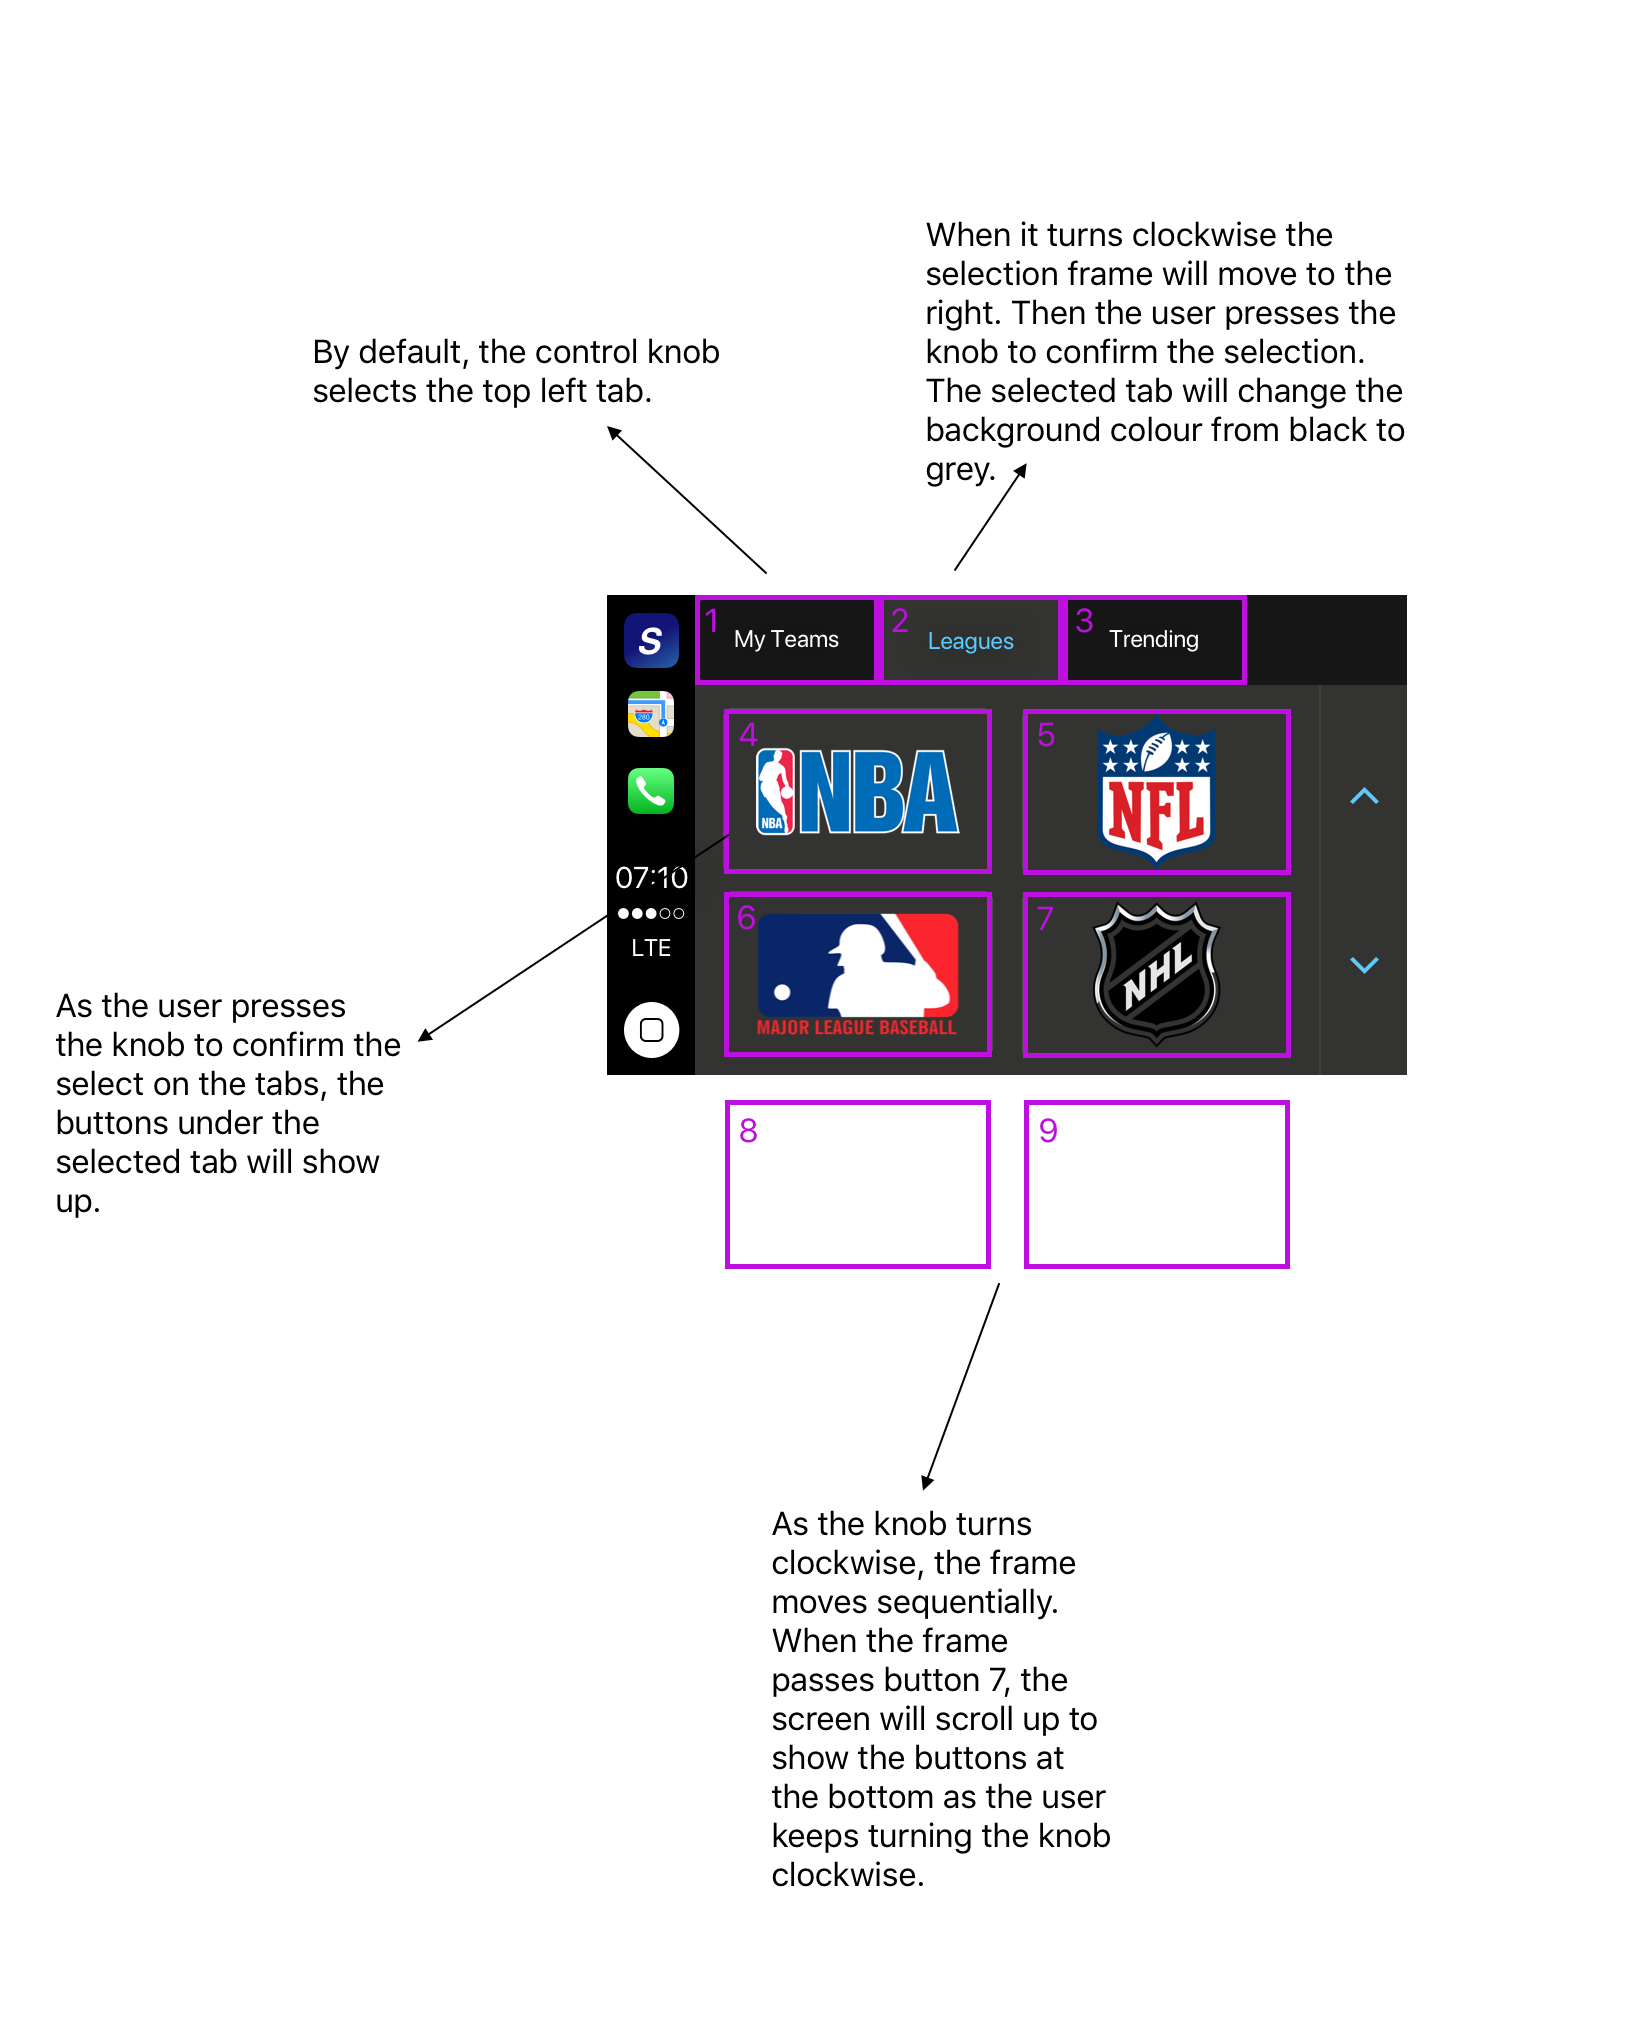 When it turns clockwise the
selection frame will move to the
right. Then the user presses the
knob to confirm the selection.
The selected tab will change the
background colour from black to
grey.
By default, the control knob
selects the top left tab.
1 My Teams
2 Leagues
3 Trending
S
4
NBA
NBA
5
NFL
280
07:10
LTE
6
MAJOR LEAGUE BASEBALL
7
NHL
As the user presses
the knob to confirm the
select on the tabs, the
buttons under the
selected tab will show
up.
8
9
As the knob turns
clockwise, the frame
moves sequentially.
When the frame
passes button 7, the
screen will scroll up to
show the buttons at
the bottom as the user
keeps turning the knob
clockwise.